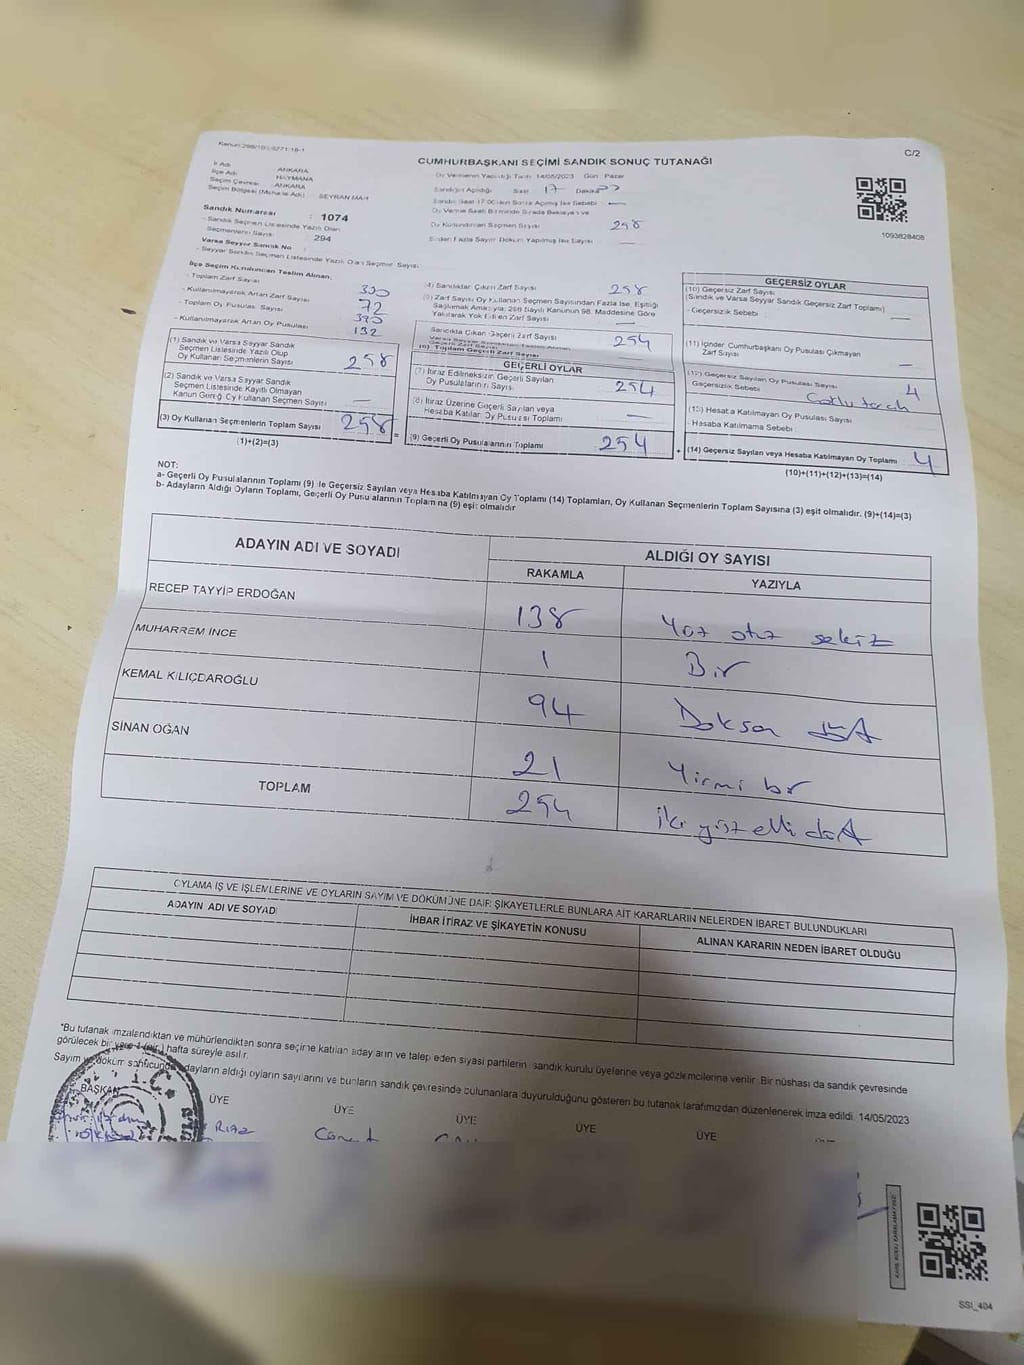 C/2
CUMHURBAŞKANI SEÇİMİ SANDIK SONUÇ TUTANAĞI
İl Adı : ANKARA
İlçe Adı : HAYMANA
Seçim Çevresi : ANKARA
Seçim Bölgesi (Mahalle Adı) : SEYRAN MAH
Oy Vermenin Yapıldığı Tarih 14/05/2023 Gün : Pazar
Sandığın Açıldığı Saat 17 Dakika
Sandık Numarası : 1074
- Sandık Seçmen Listesinde Yazılı Olan
Seçmenlerin Sayısı : 294
Varsa Seyyar Sandık No
- Seyyar Sandık Seçmen Listesinde Yazılı Olan Seçmen Sayısı
Sandık Saat 17:00'den Sonra Açılmış İse Sebebi : —
Oy Verme Saati Bitiminde Sırada Bekleyen ve
Oy Kullandırılan Seçmen Sayısı 258
Birden Fazla Sayım Döküm Yapılmış İse Sayısı —
1093828408
İlçe Seçim Kurulundan Teslim Alınan:
- Toplam Zarf Sayısı
- Kullanılmayarak Artan Zarf Sayısı 72
- Toplam Oy Pusulası Sayısı
- Kullanılmayarak Artan Oy Pusulası 132
(1) Sandık ve Varsa Seyyar Sandık
Seçmen Listesinde Yazılı Olup
Oy Kullanan Seçmenlerin Sayısı 258
(2) Sandık ve Varsa Seyyar Sandık
Seçmen Listesinde Kayıtlı Olmayan
Kanun Gereği Oy Kullanan Seçmen Sayısı —
(3) Oy Kullanan Seçmenlerin Toplam Sayısı 258
(1)+(2)=(3)
(4) Sandıktan Çıkan Zarf Sayısı 258
(5) Zarf Sayısı Oy Kullanan Seçmen Sayısından Fazla İse, Eşitliği
Sağlamak Amacıyla, 298 Sayılı Kanunun 98. Maddesine Göre
Yakılarak Yok Edilen Zarf Sayısı —
Sandıkta Çıkan Geçerli Zarf Sayısı 254
(6) Toplam Geçerli Zarf Sayısı
GEÇERLİ OYLAR
(7) İtiraz Edilmeksizin Geçerli Sayılan
Oy Pusulalarının Sayısı 254
(8) İtiraz Üzerine Geçerli Sayılan veya
Hesaba Katılan Oy Pusulası Toplamı —
(9) Geçerli Oy Pusulalarının Toplamı 254
GEÇERSİZ OYLAR
(10) Geçersiz Zarf Sayısı
(Sandık ve Varsa Seyyar Sandık Geçersiz Zarf Toplamı)
- Geçersizlik Sebebi : —
(11) İçinden Cumhurbaşkanı Oy Pusulası Çıkmayan
Zarf Sayısı —
(12) Geçersiz Sayılan Oy Pusulası Sayısı 4
Geçersizlik Sebebi : Çoklu tercih
(13) Hesaba Katılmayan Oy Pusulası Sayısı
- Hesaba Katılmama Sebebi : —
(14) Geçersiz Sayılan veya Hesaba Katılmayan Oy Toplamı 4
(10)+(11)+(12)+(13)=(14)
NOT:
a- Geçerli Oy Pusulalarının Toplamı (9) ile Geçersiz Sayılan veya Hesaba Katılmayan Oy Toplamı (14) Toplamları, Oy Kullanan Seçmenlerin Toplam Sayısına (3) eşit olmalıdır. (9)+(14)=(3)
b- Adayların Aldığı Oyların Toplamı, Geçerli Oy Pusulalarının Toplamına (9) eşit olmalıdır
ADAYIN ADI VE SOYADI
ALDIĞI OY SAYISI
RAKAMLA YAZIYLA
RECEP TAYYİP ERDOĞAN 138 Yüz otuz sekiz
MUHARREM İNCE 1 Bir
KEMAL KILIÇDAROĞLU 94 Doksan dört
SİNAN OĞAN 21 Yirmi bir
TOPLAM 254 iki yüz elli dört
OYLAMA İŞ VE İŞLEMLERİNE VE OYLARIN SAYIM VE DÖKÜMÜNE DAİR ŞİKAYETLERLE BUNLARA AİT KARARLARIN NELERDEN İBARET BULUNDUKLARI
ADAYIN ADI VE SOYADI İHBAR İTİRAZ VE ŞİKAYETİN KONUSU ALINAN KARARIN NEDEN İBARET OLDUĞU
*Bu tutanak imzalandıktan ve mühürlendikten sonra seçime katılan adayların ve talep eden siyasi partilerin sandık kurulu üyelerine veya gözlemcilerine verilir. Bir nüshası da sandık çevresinde
görülecek bir yere 1 (bir) hafta süreyle asılır.
Sayım ve döküm sonucunda adayların aldığı oyların sayılarını ve bunların sandık çevresinde bulunanlara duyurulduğunu gösteren bu tutanak tarafımızdan düzenlenerek imza edildi. 14/05/2023
BAŞKAN ÜYE ÜYE ÜYE ÜYE ÜYE
SSI_404